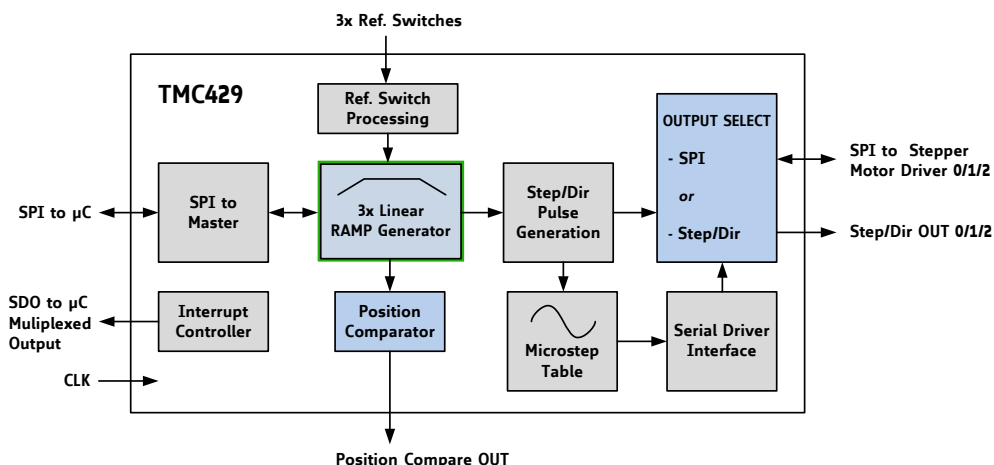 3x Ref. Switches
TMC429
Ref. Switch
Processing
OUTPUT SELECT
- SPI
or
- Step/Dir
SPI to Stepper
Motor Driver 0/1/2
Step/Dir OUT 0/1/2
SPI to µC
SPI to
Master
3x Linear
RAMP Generator
Step/Dir
Pulse
Generation
SDO to µC
Muliplexed
Output
Interrupt
Controller
Position
Comparator
Microstep
Table
Serial Driver
Interface
CLK
Position Compare OUT